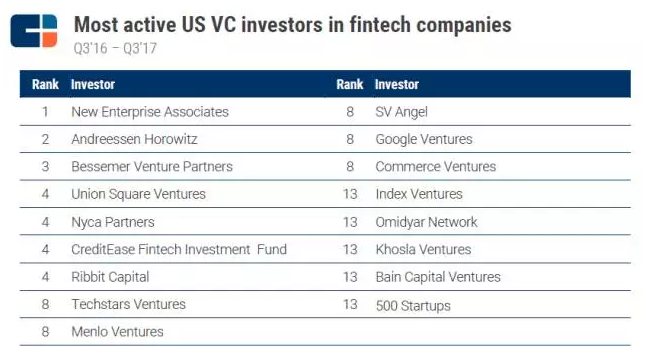 Most active US VC investors in fintech companies
Q3'16 – Q3'17
Rank Investor Rank Investor
1 New Enterprise Associates 8 SV Angel
2 Andreessen Horowitz 8 Google Ventures
3 Bessemer Venture Partners 8 Commerce Ventures
4 Union Square Ventures 13 Index Ventures
4 Nyca Partners 13 Omidyar Network
4 CreditEase Fintech Investment Fund 13 Khosla Ventures
4 Ribbit Capital 13 Bain Capital Ventures
8 Techstars Ventures 13 500 Startups
8 Menlo Ventures